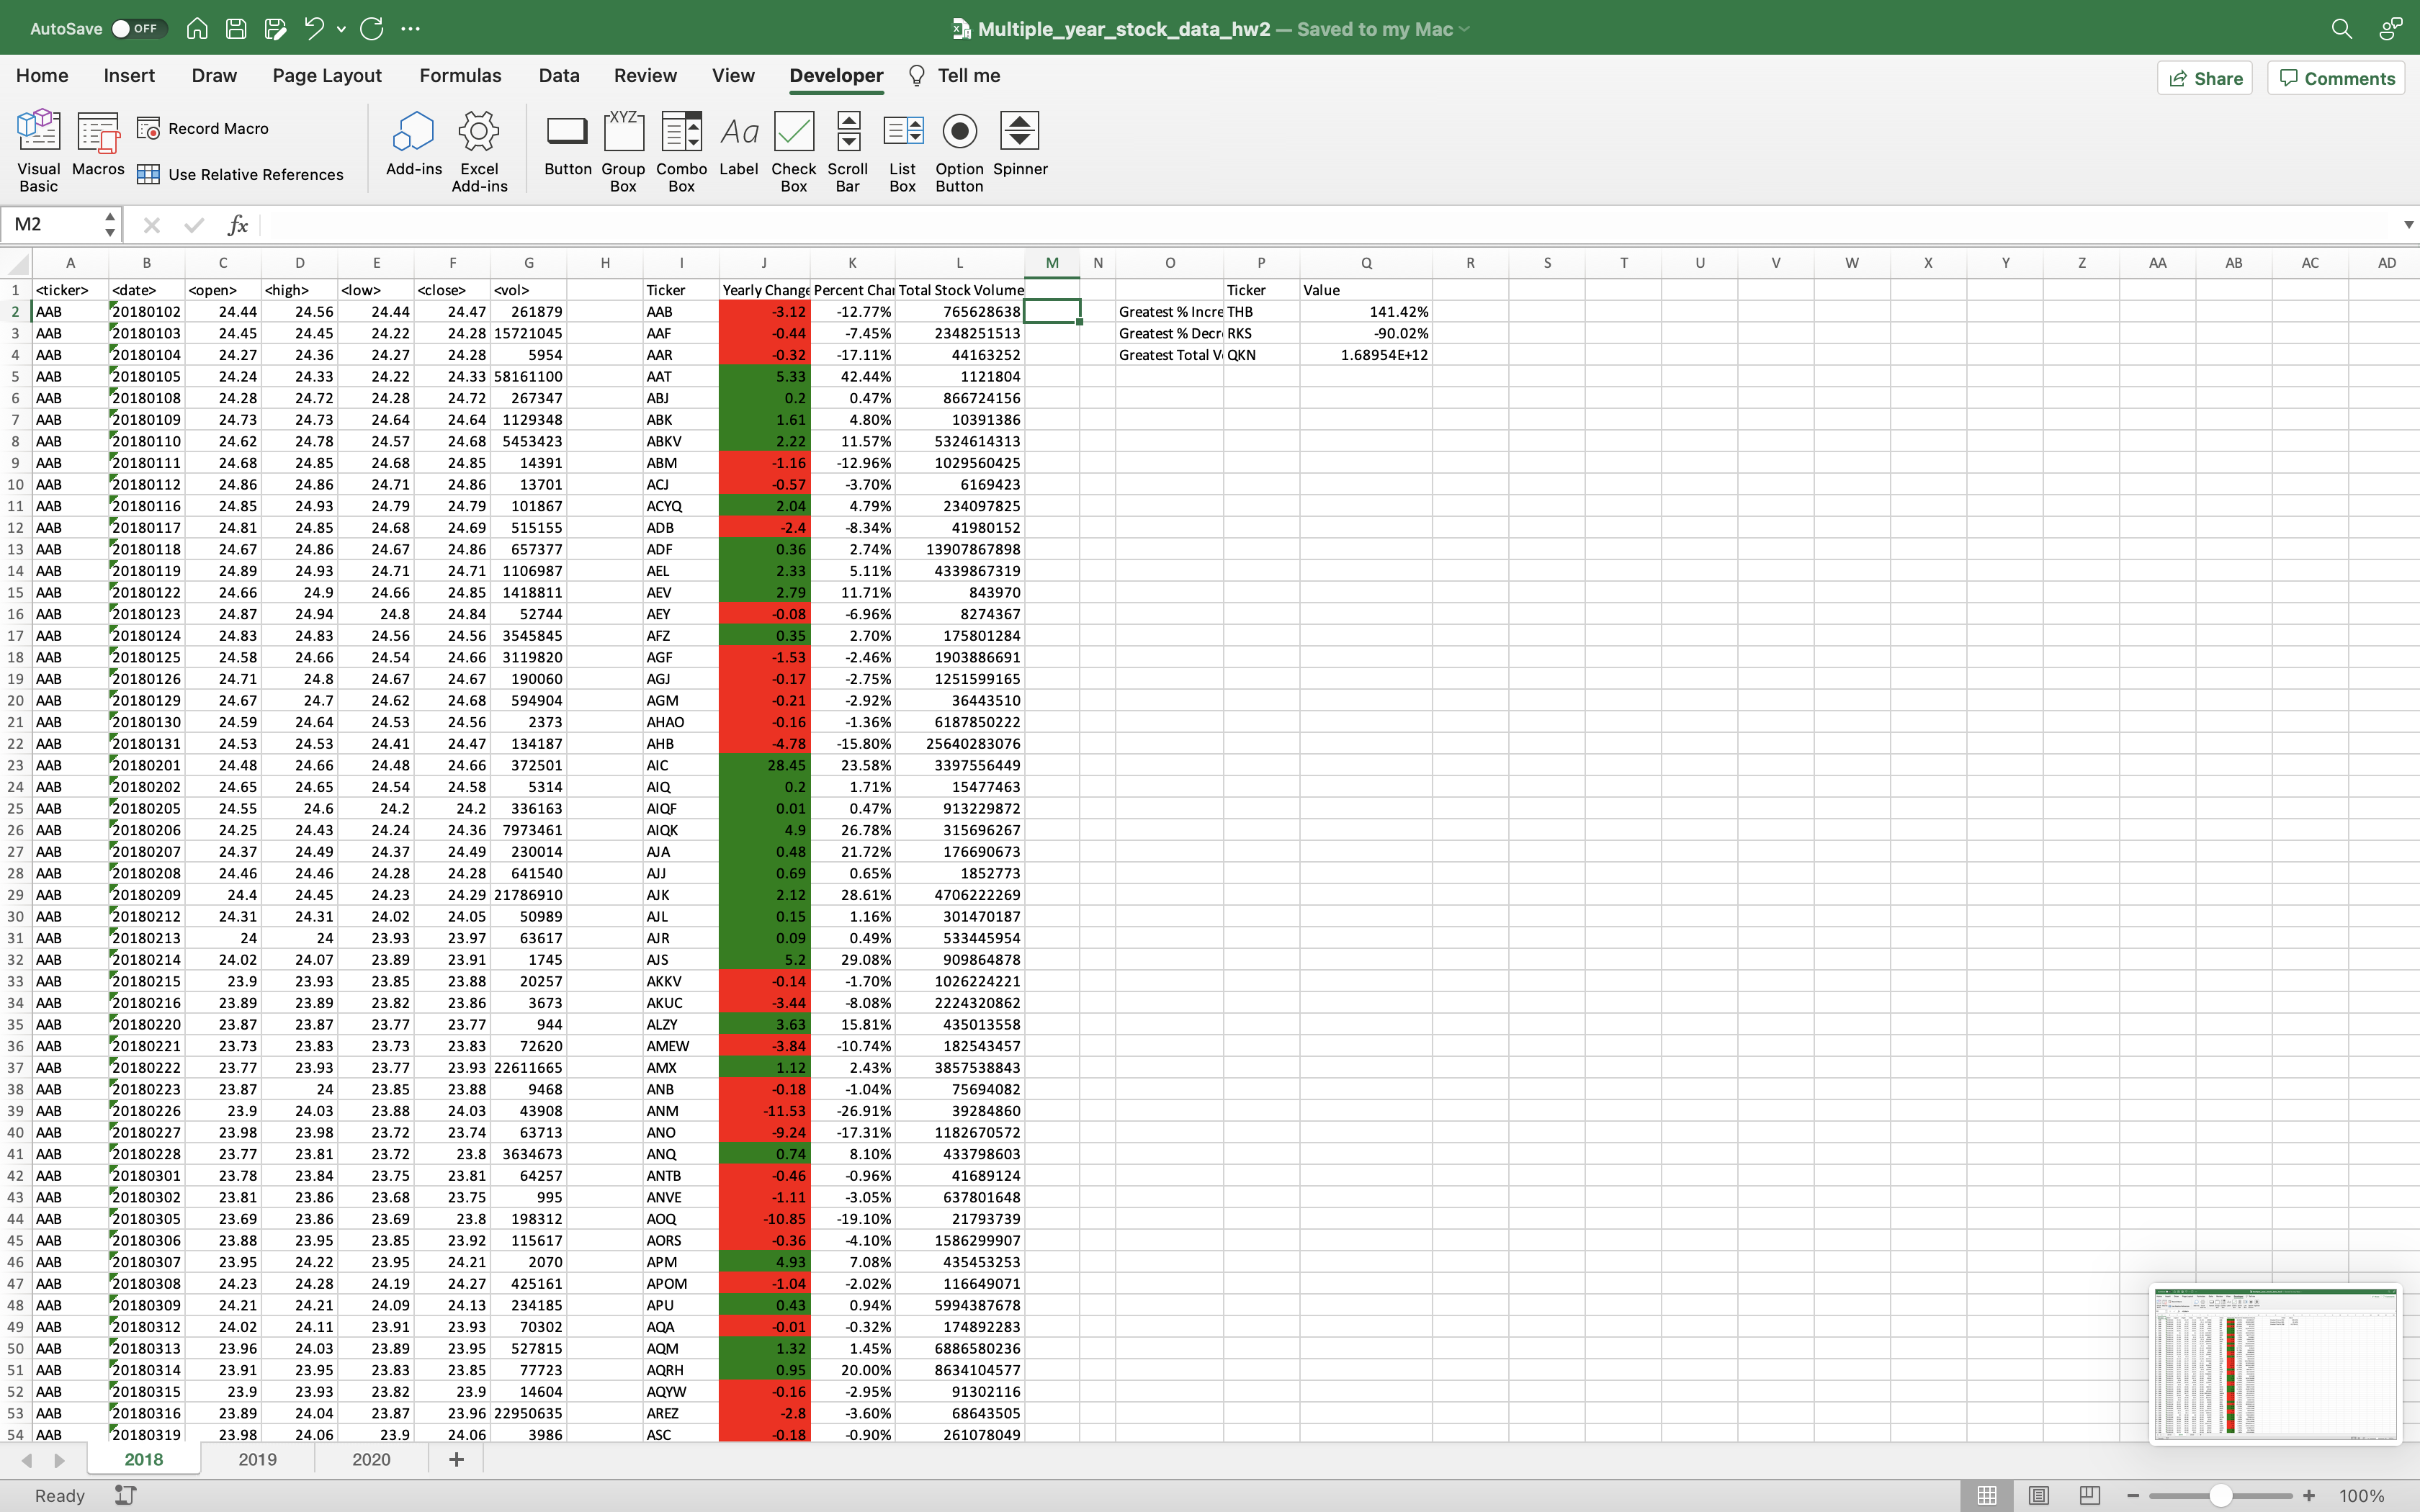 AutoSave OFF Multiple_year_stock_data_hw2 — Saved to my Mac
Home Insert Draw Page Layout Formulas Data Review View Developer Tell me Share Comments
Visual Basic Macros Record Macro Use Relative References Add-ins Excel Add-ins Button Group Box Combo Box Label Check Box Scroll Bar List Box Option Button Spinner
M2 fx
A B C D E F G H I J K L M N O P Q R S T U V W X Y Z AA AB AC AD
1 <ticker> <date> <open> <high> <low> <close> <vol> Ticker Yearly Change Percent Cha Total Stock Volume Ticker Value
2 AAB 20180102 24.44 24.56 24.44 24.47 261879 AAB -3.12 -12.77% 765628638 Greatest % Incre THB 141.42%
3 AAB 20180103 24.45 24.45 24.22 24.28 15721045 AAF -0.44 -7.45% 2348251513 Greatest % Decr RKS -90.02%
4 AAB 20180104 24.27 24.36 24.27 24.28 5954 AAR -0.32 -17.11% 44163252 Greatest Total V QKN 1.68954E+12
5 AAB 20180105 24.24 24.33 24.22 24.33 58161100 AAT 5.33 42.44% 1121804
6 AAB 20180108 24.28 24.72 24.28 24.72 267347 ABJ 0.2 0.47% 866724156
7 AAB 20180109 24.73 24.73 24.64 24.64 1129348 ABK 1.61 4.80% 10391386
8 AAB 20180110 24.62 24.78 24.57 24.68 5453423 ABKV 2.22 11.57% 5324614313
9 AAB 20180111 24.68 24.85 24.68 24.85 14391 ABM -1.16 -12.96% 1029560425
10 AAB 20180112 24.86 24.86 24.71 24.86 13701 ACJ -0.57 -3.70% 6169423
11 AAB 20180116 24.85 24.93 24.79 24.79 101867 ACYQ 2.04 4.79% 234097825
12 AAB 20180117 24.81 24.85 24.68 24.69 515155 ADB -2.4 -8.34% 41980152
13 AAB 20180118 24.67 24.86 24.67 24.86 657377 ADF 0.36 2.74% 13907867898
14 AAB 20180119 24.89 24.93 24.71 24.71 1106987 AEL 2.33 5.11% 4339867319
15 AAB 20180122 24.66 24.9 24.66 24.85 1418811 AEV 2.79 11.71% 843970
16 AAB 20180123 24.87 24.94 24.8 24.84 52744 AEY -0.08 -6.96% 8274367
17 AAB 20180124 24.83 24.83 24.56 24.56 3545845 AFZ 0.35 2.70% 175801284
18 AAB 20180125 24.58 24.66 24.54 24.66 3119820 AGF -1.53 -2.46% 1903886691
19 AAB 20180126 24.71 24.8 24.67 24.67 190060 AGJ -0.17 -2.75% 1251599165
20 AAB 20180129 24.67 24.7 24.62 24.68 594904 AGM -0.21 -2.92% 36443510
21 AAB 20180130 24.59 24.64 24.53 24.56 2373 AHAO -0.16 -1.36% 6187850222
22 AAB 20180131 24.53 24.53 24.41 24.47 134187 AHB -4.78 -15.80% 25640283076
23 AAB 20180201 24.48 24.66 24.48 24.66 372501 AIC 28.45 23.58% 3397556449
24 AAB 20180202 24.65 24.65 24.54 24.58 5314 AIQ 0.2 1.71% 15477463
25 AAB 20180205 24.55 24.6 24.2 24.2 336163 AIQF 0.01 0.47% 913229872
26 AAB 20180206 24.25 24.43 24.24 24.36 7973461 AIQK 4.9 26.78% 315696267
27 AAB 20180207 24.37 24.49 24.37 24.49 230014 AJA 0.48 21.72% 176690673
28 AAB 20180208 24.46 24.46 24.28 24.28 641540 AJJ 0.69 0.65% 1852773
29 AAB 20180209 24.4 24.45 24.23 24.29 21786910 AJK 2.12 28.61% 4706222269
30 AAB 20180212 24.31 24.31 24.02 24.05 50989 AJL 0.15 1.16% 301470187
31 AAB 20180213 24 24 23.93 23.97 63617 AJR 0.09 0.49% 533445954
32 AAB 20180214 24.02 24.07 23.89 23.91 1745 AJS 5.2 29.08% 909864878
33 AAB 20180215 23.9 23.93 23.85 23.88 20257 AKKV -0.14 -1.70% 1026224221
34 AAB 20180216 23.89 23.89 23.82 23.86 3673 AKUC -3.44 -8.08% 2224320862
35 AAB 20180220 23.87 23.87 23.77 23.77 944 ALZY 3.63 15.81% 435013558
36 AAB 20180221 23.73 23.83 23.73 23.83 72620 AMEW -3.84 -10.74% 182543457
37 AAB 20180222 23.77 23.93 23.77 23.93 22611665 AMX 1.12 2.43% 3857538843
38 AAB 20180223 23.87 24 23.85 23.88 9468 ANB -0.18 -1.04% 75694082
39 AAB 20180226 23.9 24.03 23.88 24.03 43908 ANM -11.53 -26.91% 39284860
40 AAB 20180227 23.98 23.98 23.72 23.74 63713 ANO -9.24 -17.31% 1182670572
41 AAB 20180228 23.77 23.81 23.72 23.8 3634673 ANQ 0.74 8.10% 433798603
42 AAB 20180301 23.78 23.84 23.75 23.81 64257 ANTB -0.46 -0.96% 41689124
43 AAB 20180302 23.81 23.86 23.68 23.75 995 ANVE -1.11 -3.05% 637801648
44 AAB 20180305 23.69 23.86 23.69 23.8 198312 AOQ -10.85 -19.10% 21793739
45 AAB 20180306 23.88 23.95 23.85 23.92 115617 AORS -0.36 -4.10% 1586299907
46 AAB 20180307 23.95 24.22 23.95 24.21 2070 APM 4.93 7.08% 435453253
47 AAB 20180308 24.23 24.28 24.19 24.27 425161 APOM -1.04 -2.02% 116649071
48 AAB 20180309 24.21 24.21 24.09 24.13 234185 APU 0.43 0.94% 5994387678
49 AAB 20180312 24.02 24.11 23.91 23.93 70302 AQA -0.01 -0.32% 174892283
50 AAB 20180313 23.96 24.03 23.89 23.95 527815 AQM 1.32 1.45% 6886580236
51 AAB 20180314 23.91 23.95 23.83 23.85 77723 AQRH 0.95 20.00% 8634104577
52 AAB 20180315 23.9 23.93 23.82 23.9 14604 AQYW -0.16 -2.95% 91302116
53 AAB 20180316 23.89 24.04 23.87 23.96 22950635 AREZ -2.8 -3.60% 68643505
54 AAB 20180319 23.98 24.06 23.9 24.06 3986 ASC -0.18 -0.90% 261078049
2018 2019 2020 +
Ready 100%